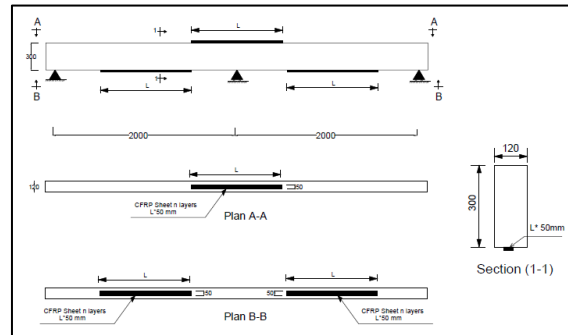 A
1
L
A
300
1
B
L
L
B
2000
2000
L
120
50
CFRP Sheet n layers
L*50 mm
Plan A-A
120
300
L* 50mm
Section (1-1)
L
L
50
50
CFRP Sheet n layers
L*50 mm
CFRP Sheet n layers
L*50 mm
Plan B-B